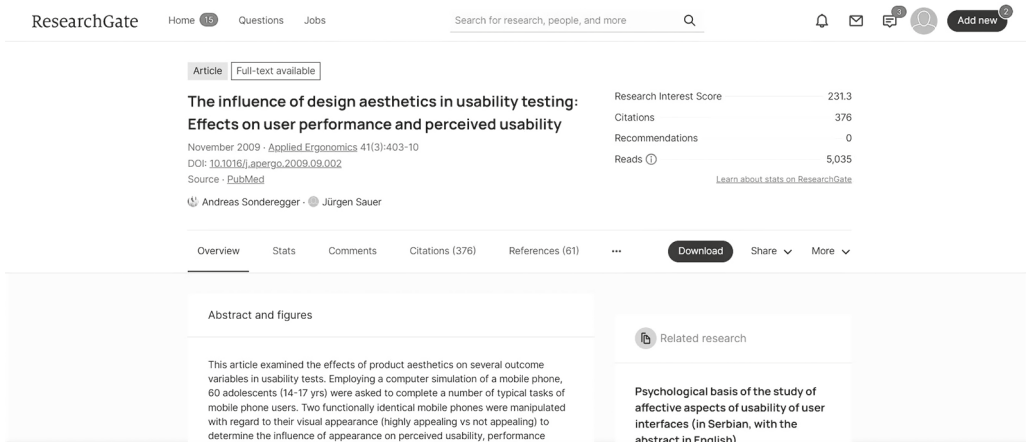 ResearchGate
Home 15 Questions Jobs
Search for research, people, and more
3
Add new 2
Article Full-text available
The influence of design aesthetics in usability testing:
Effects on user performance and perceived usability
November 2009 · Applied Ergonomics 41(3):403-10
DOI: 10.1016/j.apergo.2009.09.002
Source · PubMed
Andreas Sonderegger · Jürgen Sauer
Research Interest Score 231.3
Citations 376
Recommendations 0
Reads 5,035
Learn about stats on ResearchGate
Overview Stats Comments Citations (376) References (61) ••• Download Share More
Abstract and figures
This article examined the effects of product aesthetics on several outcome
variables in usability tests. Employing a computer simulation of a mobile phone,
60 adolescents (14-17 yrs) were asked to complete a number of typical tasks of
mobile phone users. Two functionally identical mobile phones were manipulated
with regard to their visual appearance (highly appealing vs not appealing) to
determine the influence of appearance on perceived usability, performance
Related research
Psychological basis of the study of
affective aspects of usability of user
interfaces (in Serbian, with the
abstract in English)